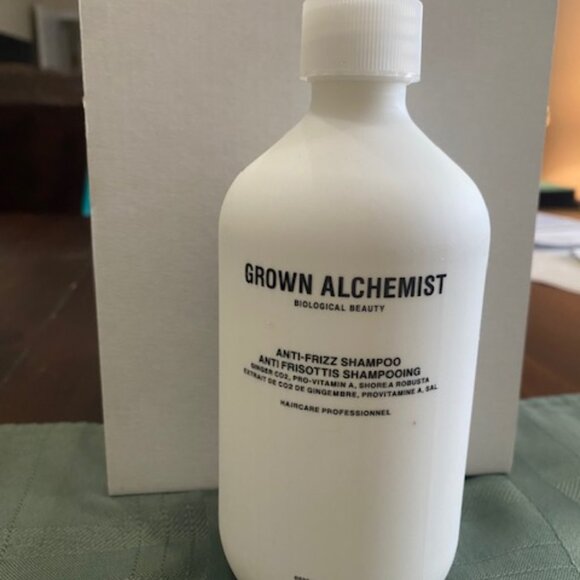 GROWN ALCHEMIST
BIOLOGICAL BEAUTY
ANTI-FRIZZ SHAMPOO
ANTI FRISOTTIS SHAMPOOING
GINGER CO2, PRO-VITAMIN A, SHOREA ROBUSTA
EXTRAIT DE CO2 DE GINGEMBRE, PROVITAMINE A, SAL
HAIRCARE PROFESSIONNEL